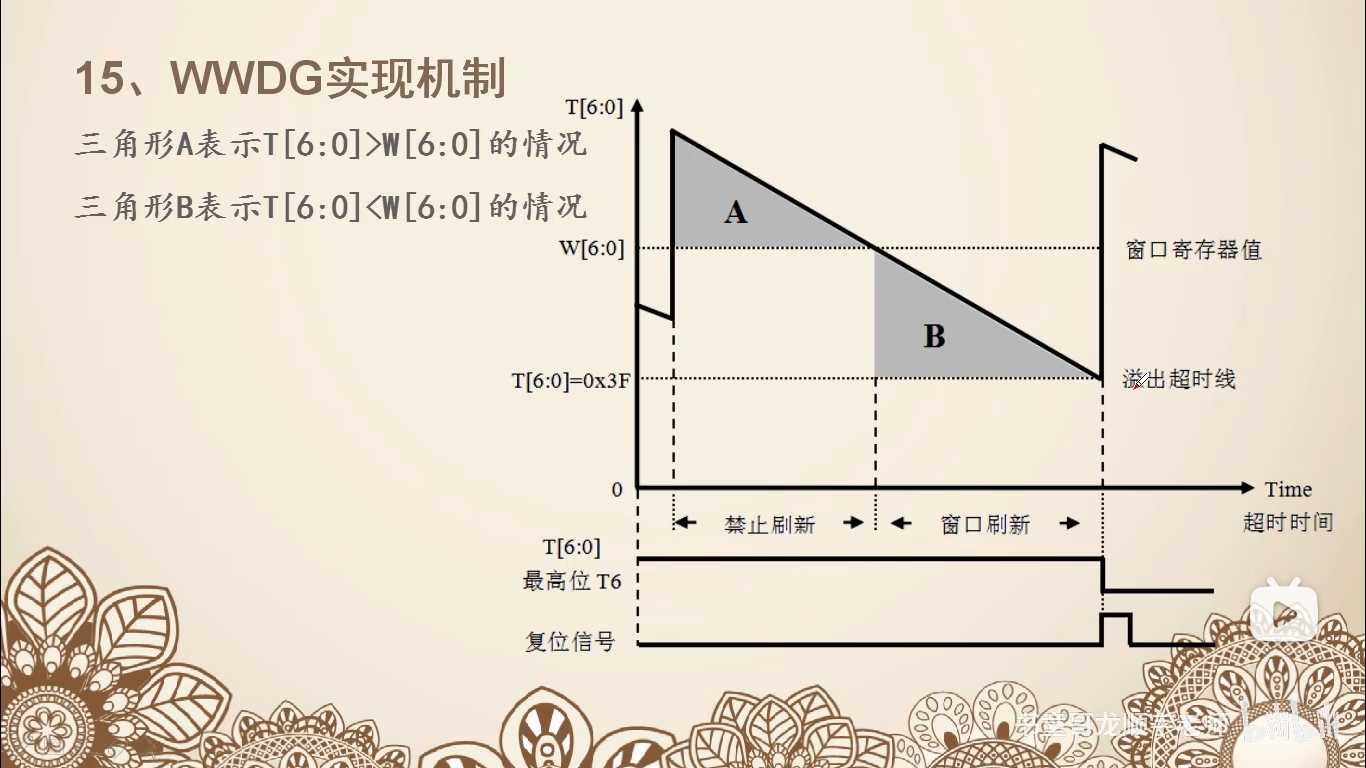 15、WWDG实现机制
三角形A表示T[6:0]>W[6:0]的情况
三角形B表示T[6:0]<W[6:0]的情况
T[6:0]
A
W[6:0]
窗口寄存器值
B
T[6:0]=0x3F
溢出超时线
0
Time
超时时间
禁止刷新
窗口刷新
T[6:0]
最高位 T6
复位信号
bilibili